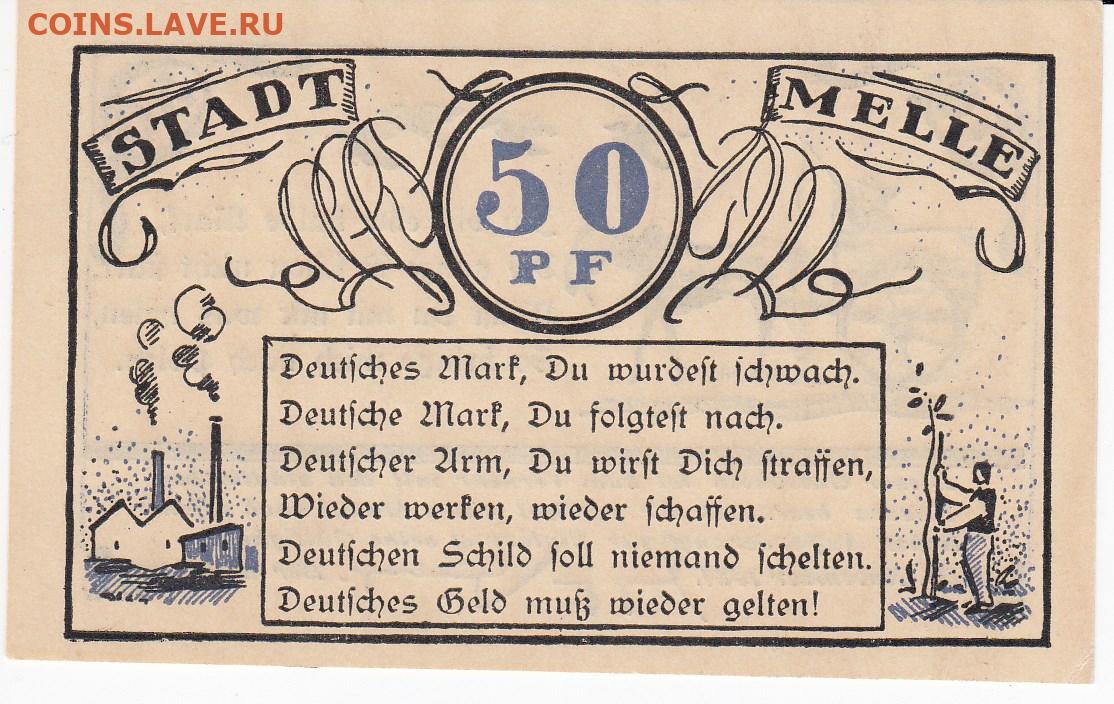 COINS.LAVE.RU
STADT MELLE
50
PF
Deutsches Mark, Du wurdest schwach.
Deutsche Mark, Du folgtest nach.
Deutscher Arm, Du wirst Dich straffen,
Wieder werken, wieder schaffen.
Deutschen Schild soll niemand schelten.
Deutsches Geld muß wieder gelten!